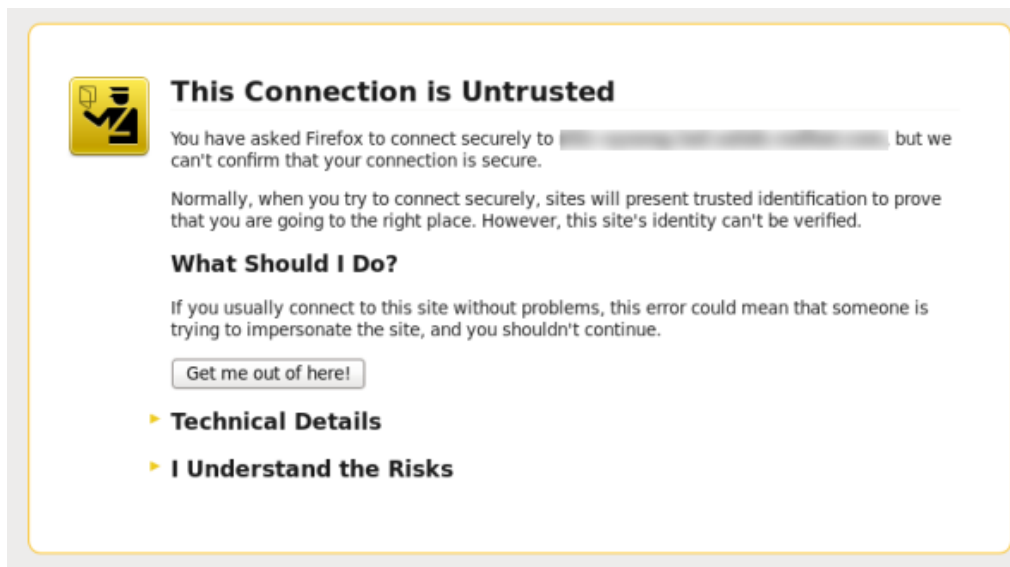 This Connection is Untrusted
You have asked Firefox to connect securely to , but we
can't confirm that your connection is secure.
Normally, when you try to connect securely, sites will present trusted identification to prove
that you are going to the right place. However, this site's identity can't be verified.
What Should I Do?
If you usually connect to this site without problems, this error could mean that someone is
trying to impersonate the site, and you shouldn't continue.
Get me out of here!
Technical Details
I Understand the Risks